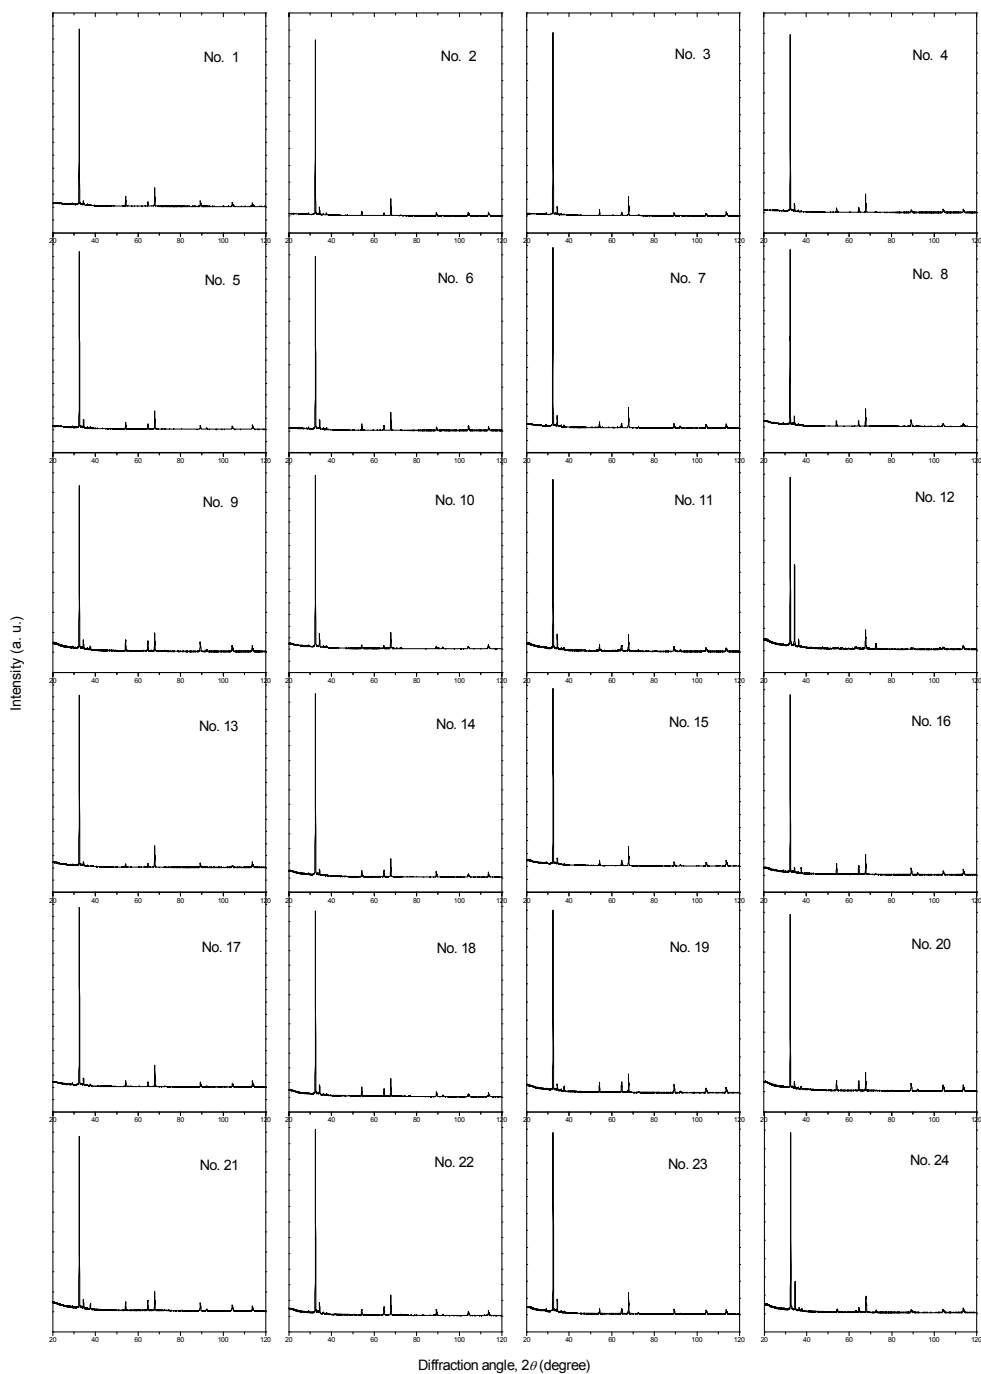 No. 1 No. 2 No. 3 No. 4
20 40 60 80 100 120 20 40 60 80 100 120 20 40 60 80 100 120 20 40 60 80 100 120
No. 5 No. 6 No. 7 No. 8
20 40 60 80 100 120 20 40 60 80 100 120 20 40 60 80 100 120 20 40 60 80 100 120
No. 9 No. 10 No. 11 No. 12
Intensity (a. u.)
20 40 60 80 100 120 20 40 60 80 100 120 20 40 60 80 100 120 20 40 60 80 100 120
No. 13 No. 14 No. 15 No. 16
20 40 60 80 100 120 20 40 60 80 100 120 20 40 60 80 100 120 20 40 60 80 100 120
No. 17 No. 18 No. 19 No. 20
20 40 60 80 100 120 20 40 60 80 100 120 20 40 60 80 100 120 20 40 60 80 100 120
No. 21 No. 22 No. 23 No. 24
20 40 60 80 100 120 20 40 60 80 100 120 20 40 60 80 100 120 20 40 60 80 100 120
Diffraction angle, 2θ (degree)